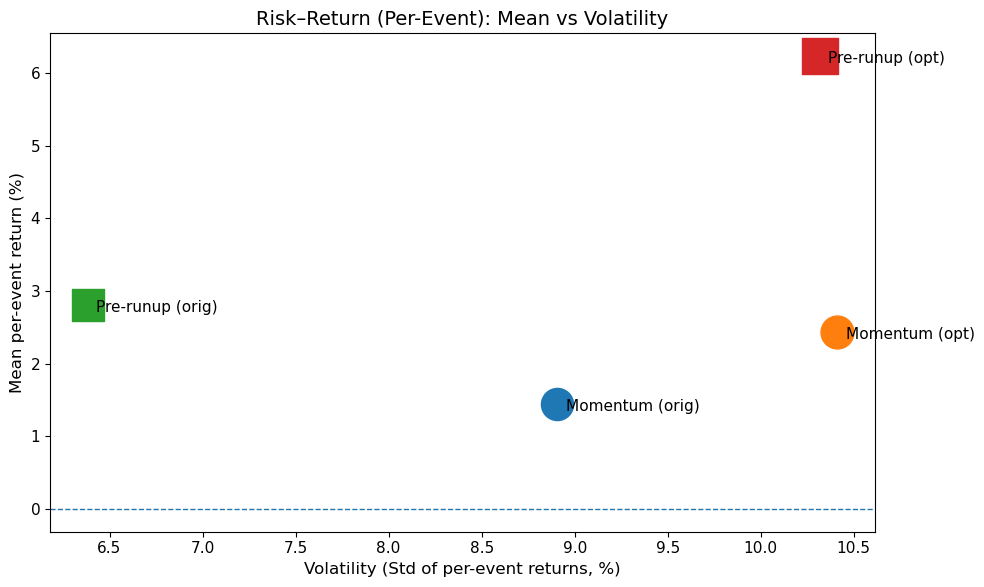 Risk–Return (Per-Event): Mean vs Volatility
Mean per-event return (%)
6
5
4
3
2
1
0
Pre-runup (opt)
Pre-runup (orig)
Momentum (opt)
Momentum (orig)
6.5 7.0 7.5 8.0 8.5 9.0 9.5 10.0 10.5
Volatility (Std of per-event returns, %)